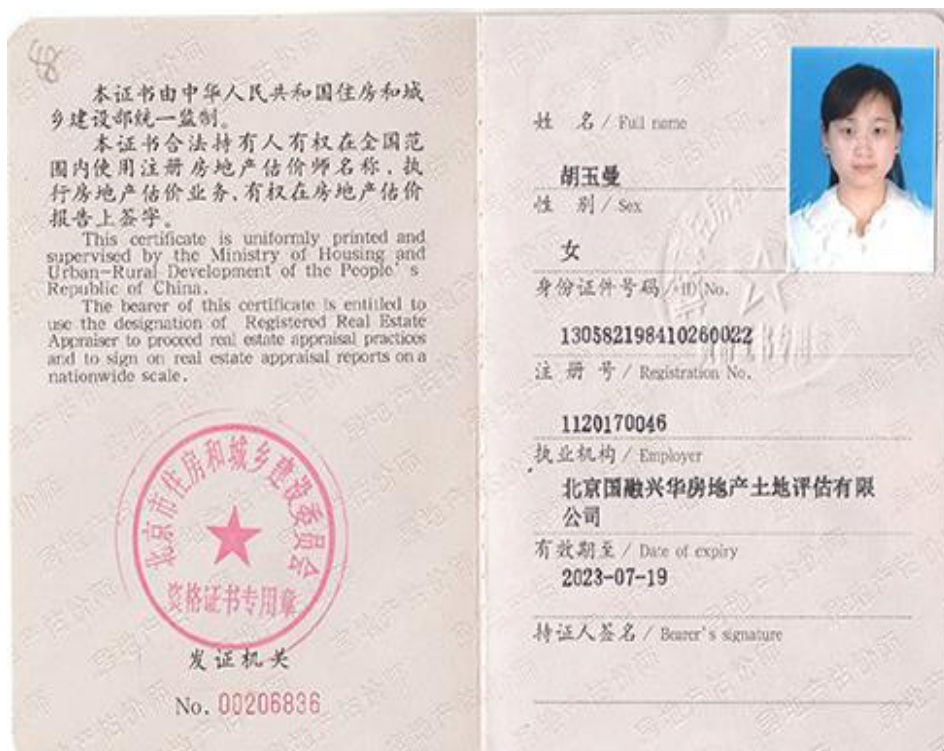 48
本证书由中华人民共和国住房和城
乡建设部统一监制。
本证书合法持有人有权在全国范
围内使用注册房地产估价师名称，执
行房地产估价业务，有权在房地产估价
报告上签字。
This certificate is uniformly printed and
supervised by the Ministry of Housing and
Urban-Rural Development of the People's
Republic of China.
The bearer of this certificate is entitled to
use the designation of Registered Real Estate
Appraiser to proceed real estate appraisal practices
and to sign on real estate appraisal reports on a
nationwide scale.
北京市住房和城乡建设委员会
资格证书专用章
发证机关
No. 00206836
姓 名 / Full name
胡玉曼
性 别 / Sex
女
身份证件号码 / ID No.
130582198410260022
注 册 号 / Registration No.
1120170046
执业机构 / Employer
北京国融兴华房地产土地评估有限
公司
有效期至 / Date of expiry
2023-07-19
持证人签名 / Bearer's signature